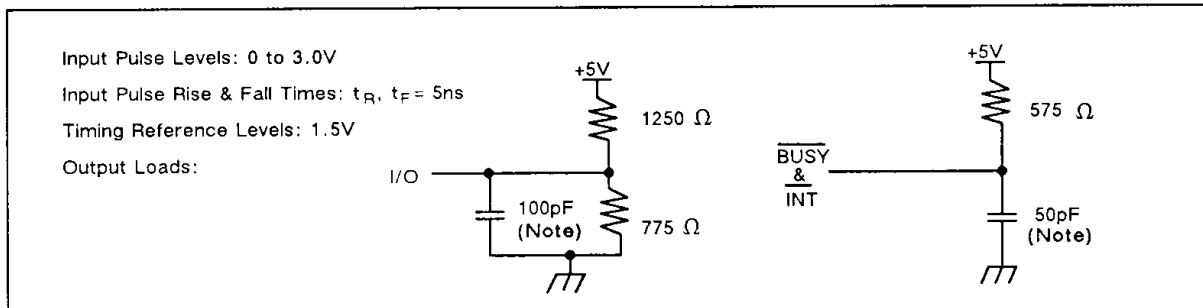 Input Pulse Levels: 0 to 3.0V
Input Pulse Rise & Fall Times: tR, tF = 5ns
Timing Reference Levels: 1.5V
Output Loads:
+5V
1250 Ω
I/O
100pF
(Note)
775 Ω
+5V
575 Ω
BUSY
&
INT
50pF
(Note)